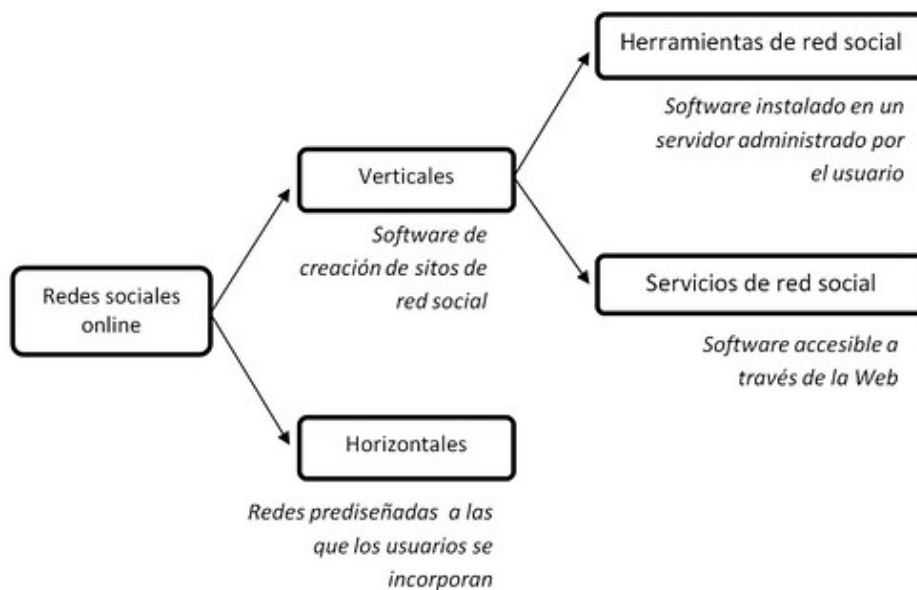 Herramientas de red social
Software instalado en un
servidor administrado por
el usuario
Verticales
Software de
creación de sitos de
red social
Servicios de red social
Redes sociales
online
Software accesible a
través de la Web
Horizontales
Redes prediseñadas a las
que los usuarios se
incorporan